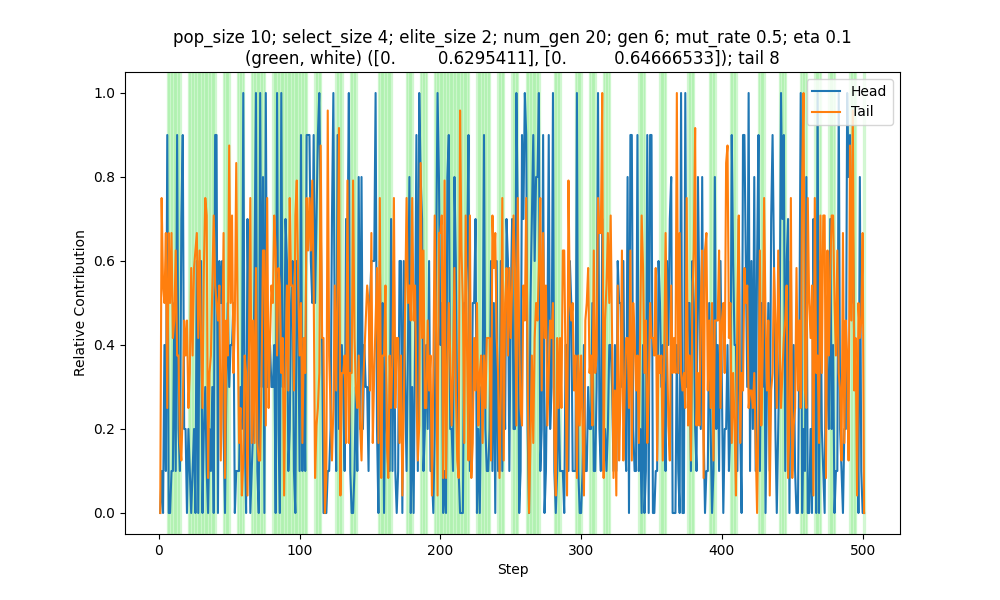 pop_size 10; select_size 4; elite_size 2; num_gen 20; gen 6; mut_rate 0.5; eta 0.1
(green, white) ([0. 0.6295411], [0. 0.64666533]); tail 8
Head
Tail
Relative Contribution
1.0
0.8
0.6
0.4
0.2
0.0
0 100 200 300 400 500
Step